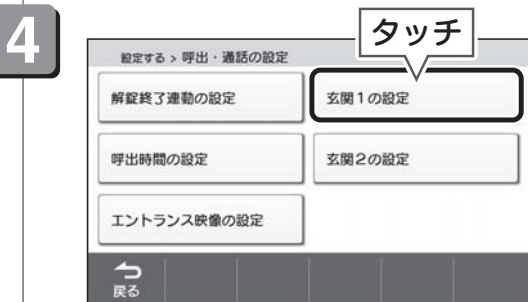 4
タッチ
設定する > 呼出・通話の設定
解錠終了連動の設定
玄関1の設定
呼出時間の設定
玄関2の設定
エントランス映像の設定
戻る